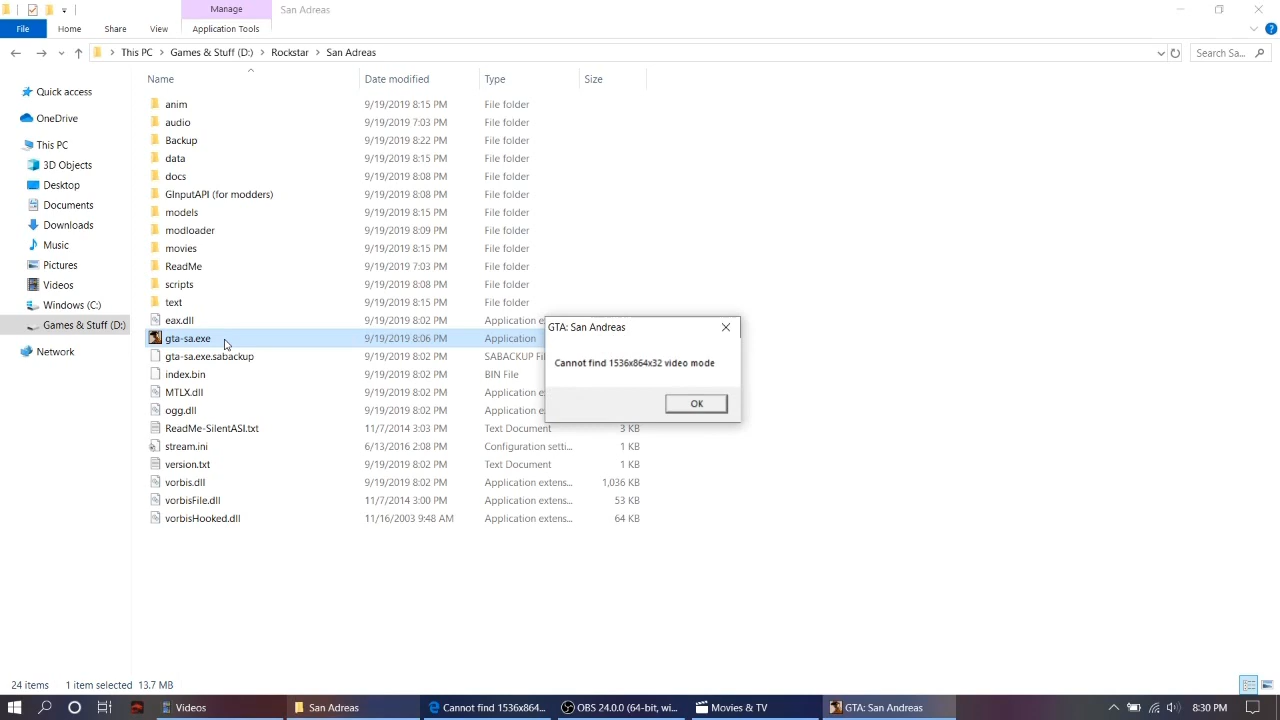 Manage
San Adreas
File
Home
Share
View
Application Tools
?
This PC
Games & Stuff (D:)
Rockstar
San Adreas
Search Sa...
Name
Date modified
Type
Size
Quick access
OneDrive
This PC
3D Objects
Desktop
Documents
Downloads
Music
Pictures
Videos
Windows (C:)
Games & Stuff (D:)
Network
anim 9/19/2019 8:15 PM File folder
audio 9/19/2019 7:03 PM File folder
Backup 9/19/2019 8:22 PM File folder
data 9/19/2019 8:15 PM File folder
docs 9/19/2019 8:08 PM File folder
GInputAPI (for modders) 9/19/2019 8:08 PM File folder
models 9/19/2019 8:15 PM File folder
modloader 9/19/2019 8:09 PM File folder
movies 9/19/2019 8:15 PM File folder
ReadMe 9/19/2019 7:03 PM File folder
scripts 9/19/2019 8:08 PM File folder
text 9/19/2019 8:15 PM File folder
eax.dll 9/19/2019 8:02 PM Application e
gta-sa.exe 9/19/2019 8:06 PM Application
gta-sa.exe.sabackup 9/19/2019 8:02 PM SABACKUP Fil
index.bin 9/19/2019 8:02 PM BIN File
MTLX.dll 9/19/2019 8:02 PM Application e
ogg.dll 9/19/2019 8:02 PM Application e
ReadMe-SilentASI.txt 11/7/2014 3:03 PM Text Document 3 KB
stream.ini 6/13/2016 2:08 PM Configuration setti... 1 KB
version.txt 9/19/2019 8:02 PM Text Document 1 KB
vorbis.dll 9/19/2019 8:02 PM Application extens... 1,036 KB
vorbisFile.dll 11/7/2014 3:00 PM Application extens... 53 KB
vorbisHooked.dll 11/16/2003 9:48 AM Application extens... 64 KB
GTA: San Andreas
Cannot find 1536x864x32 video mode
OK
24 items 1 item selected 13.7 MB
Videos
San Adreas
Cannot find 1536x864...
OBS 24.0.0 (64-bit, wi...
Movies & TV
GTA: San Andreas
8:30 PM